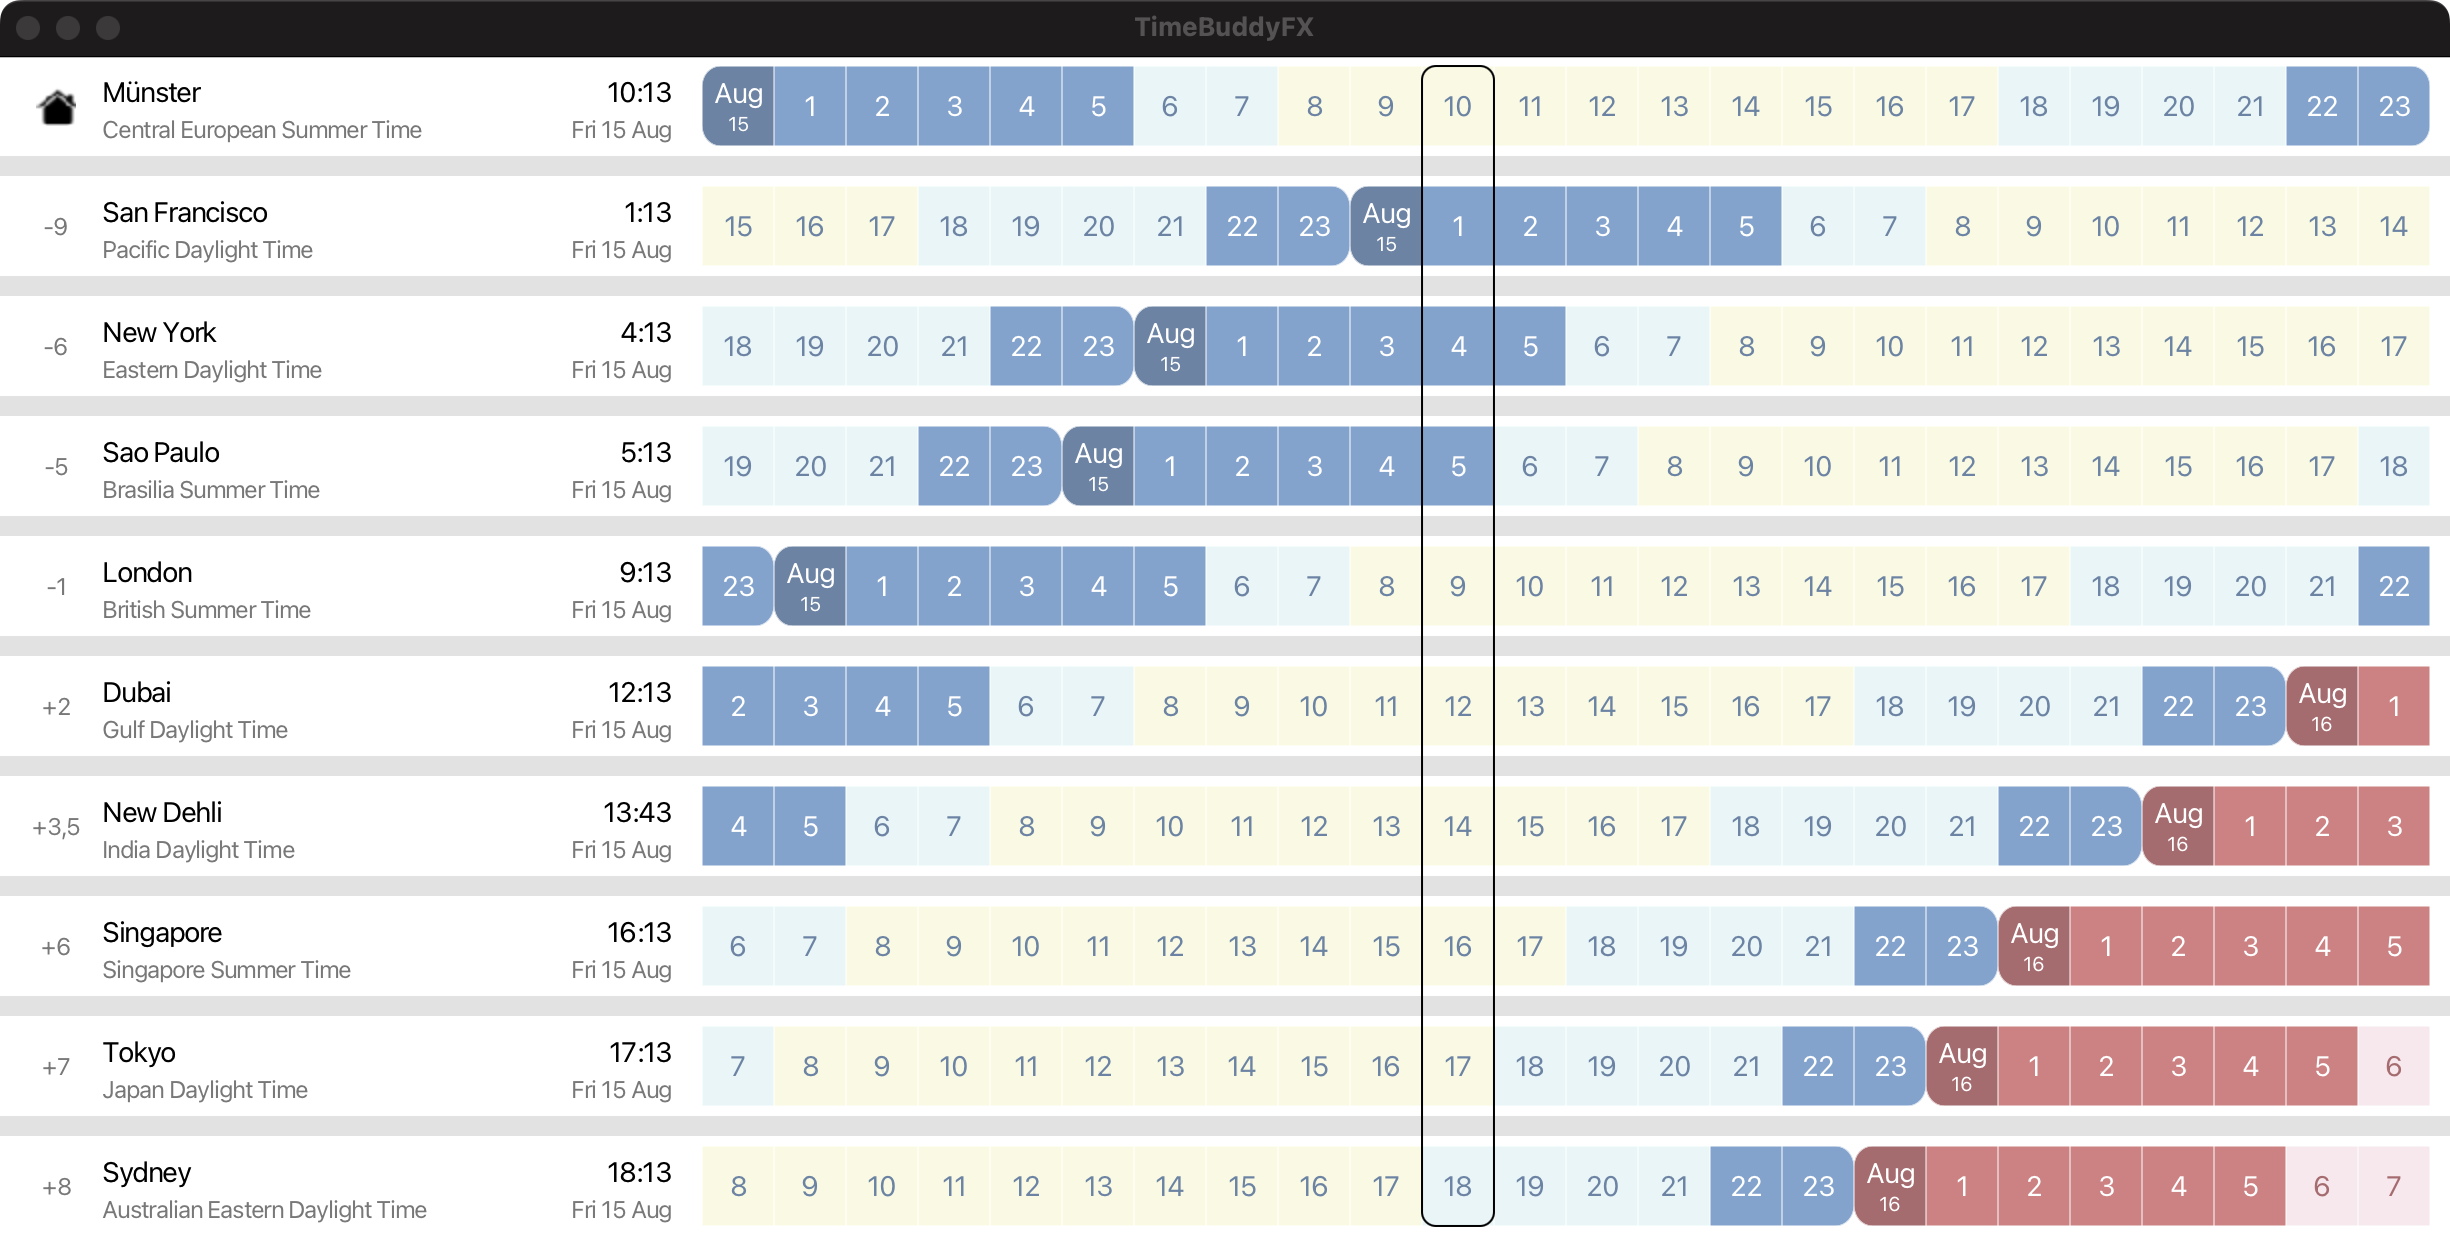 TimeBuddyFX
Münster 10:13
Central European Summer Time Fri 15 Aug
Aug 15 1 2 3 4 5 6 7 8 9 10 11 12 13 14 15 16 17 18 19 20 21 22 23
-9 San Francisco 1:13
Pacific Daylight Time Fri 15 Aug
15 16 17 18 19 20 21 22 23 Aug 15 1 2 3 4 5 6 7 8 9 10 11 12 13 14
-6 New York 4:13
Eastern Daylight Time Fri 15 Aug
18 19 20 21 22 23 Aug 15 1 2 3 4 5 6 7 8 9 10 11 12 13 14 15 16 17
-5 Sao Paulo 5:13
Brasilia Summer Time Fri 15 Aug
19 20 21 22 23 Aug 15 1 2 3 4 5 6 7 8 9 10 11 12 13 14 15 16 17 18
-1 London 9:13
British Summer Time Fri 15 Aug
23 Aug 15 1 2 3 4 5 6 7 8 9 10 11 12 13 14 15 16 17 18 19 20 21 22
+2 Dubai 12:13
Gulf Daylight Time Fri 15 Aug
2 3 4 5 6 7 8 9 10 11 12 13 14 15 16 17 18 19 20 21 22 23 Aug 16 1
+3,5 New Dehli 13:43
India Daylight Time Fri 15 Aug
4 5 6 7 8 9 10 11 12 13 14 15 16 17 18 19 20 21 22 23 Aug 16 1 2 3
+6 Singapore 16:13
Singapore Summer Time Fri 15 Aug
6 7 8 9 10 11 12 13 14 15 16 17 18 19 20 21 22 23 Aug 16 1 2 3 4 5
+7 Tokyo 17:13
Japan Daylight Time Fri 15 Aug
7 8 9 10 11 12 13 14 15 16 17 18 19 20 21 22 23 Aug 16 1 2 3 4 5 6
+8 Sydney 18:13
Australian Eastern Daylight Time Fri 15 Aug
8 9 10 11 12 13 14 15 16 17 18 19 20 21 22 23 Aug 16 1 2 3 4 5 6 7